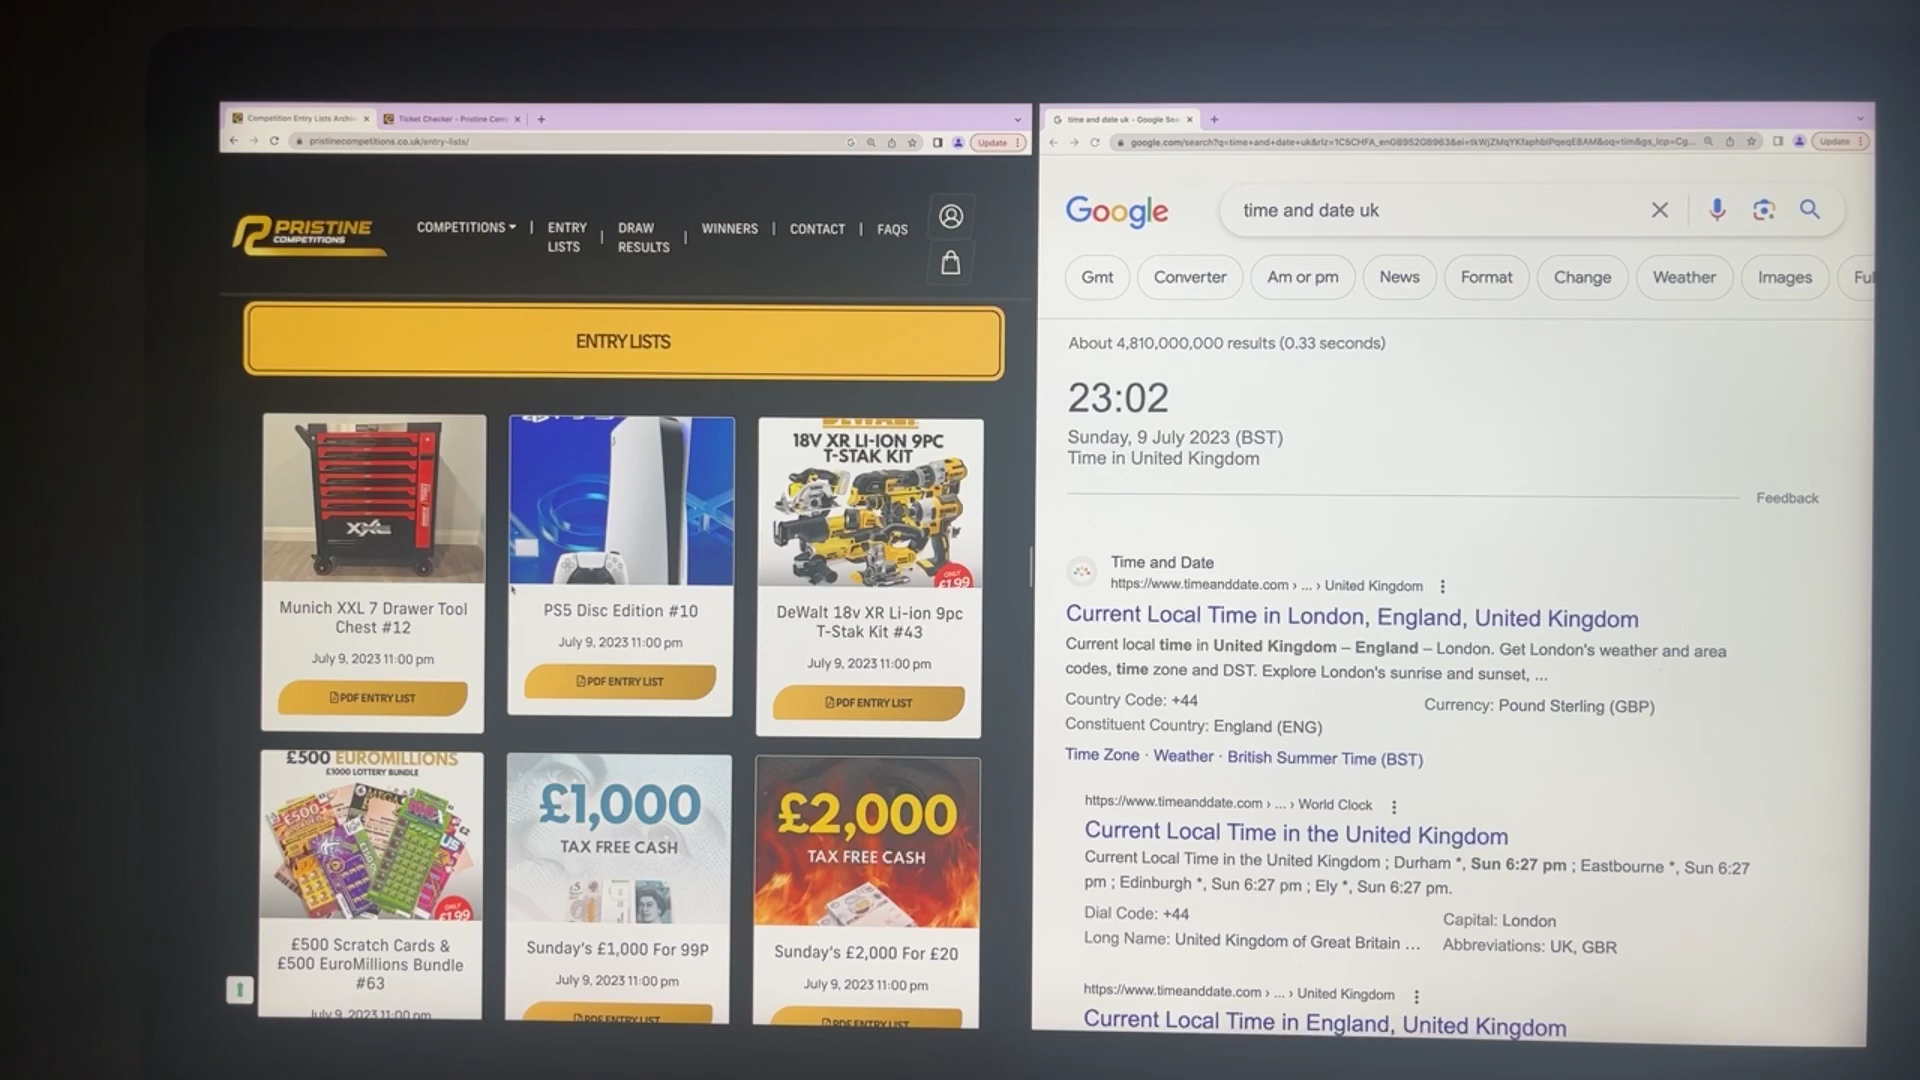 Competition Entry Lists Archiv
Ticket Checker - Pristine Com
pristinecompetitions.co.uk/entry-lists/
Update
PRISTINE
COMPETITIONS
COMPETITIONS
ENTRY
LISTS
DRAW
RESULTS
WINNERS
CONTACT
FAQS
ENTRY LISTS
XXL
Munich XXL 7 Drawer Tool
Chest #12
July 9, 2023 11:00 pm
PDF ENTRY LIST
PS5 Disc Edition #10
July 9, 2023 11:00 pm
PDF ENTRY LIST
DEWALT
18V XR LI-ION 9PC
T-STAK KIT
ONLY
£1.99
DeWalt 18v XR Li-ion 9pc
T-Stak Kit #43
July 9, 2023 11:00 pm
PDF ENTRY LIST
£500 EUROMILLIONS
£1000 LOTTERY BUNDLE
£500
ONLY
£1.99
£500 Scratch Cards &
£500 EuroMillions Bundle
#63
July 9, 2023 11:00 pm
£1,000
TAX FREE CASH
Sunday's £1,000 For 99P
July 9, 2023 11:00 pm
PDF ENTRY LIST
£2,000
TAX FREE CASH
Sunday's £2,000 For £20
July 9, 2023 11:00 pm
PDF ENTRY LIST
time and date uk - Google Sea
Update
Google
time and date uk
Gmt
Converter
Am or pm
News
Format
Change
Weather
Images
Ful
About 4,810,000,000 results (0.33 seconds)
23:02
Sunday, 9 July 2023 (BST)
Time in United Kingdom
Feedback
Time and Date
https://www.timeanddate.com › ... › United Kingdom
Current Local Time in London, England, United Kingdom
Current local time in United Kingdom – England – London. Get London's weather and area
codes, time zone and DST. Explore London's sunrise and sunset, ...
Country Code: +44
Currency: Pound Sterling (GBP)
Constituent Country: England (ENG)
Time Zone · Weather · British Summer Time (BST)
https://www.timeanddate.com › ... › World Clock
Current Local Time in the United Kingdom
Current Local Time in the United Kingdom ; Durham *, Sun 6:27 pm ; Eastbourne *, Sun 6:27
pm ; Edinburgh *, Sun 6:27 pm ; Ely *, Sun 6:27 pm.
Dial Code: +44
Capital: London
Long Name: United Kingdom of Great Britain ...
Abbreviations: UK, GBR
https://www.timeanddate.com › ... › United Kingdom
Current Local Time in England, United Kingdom